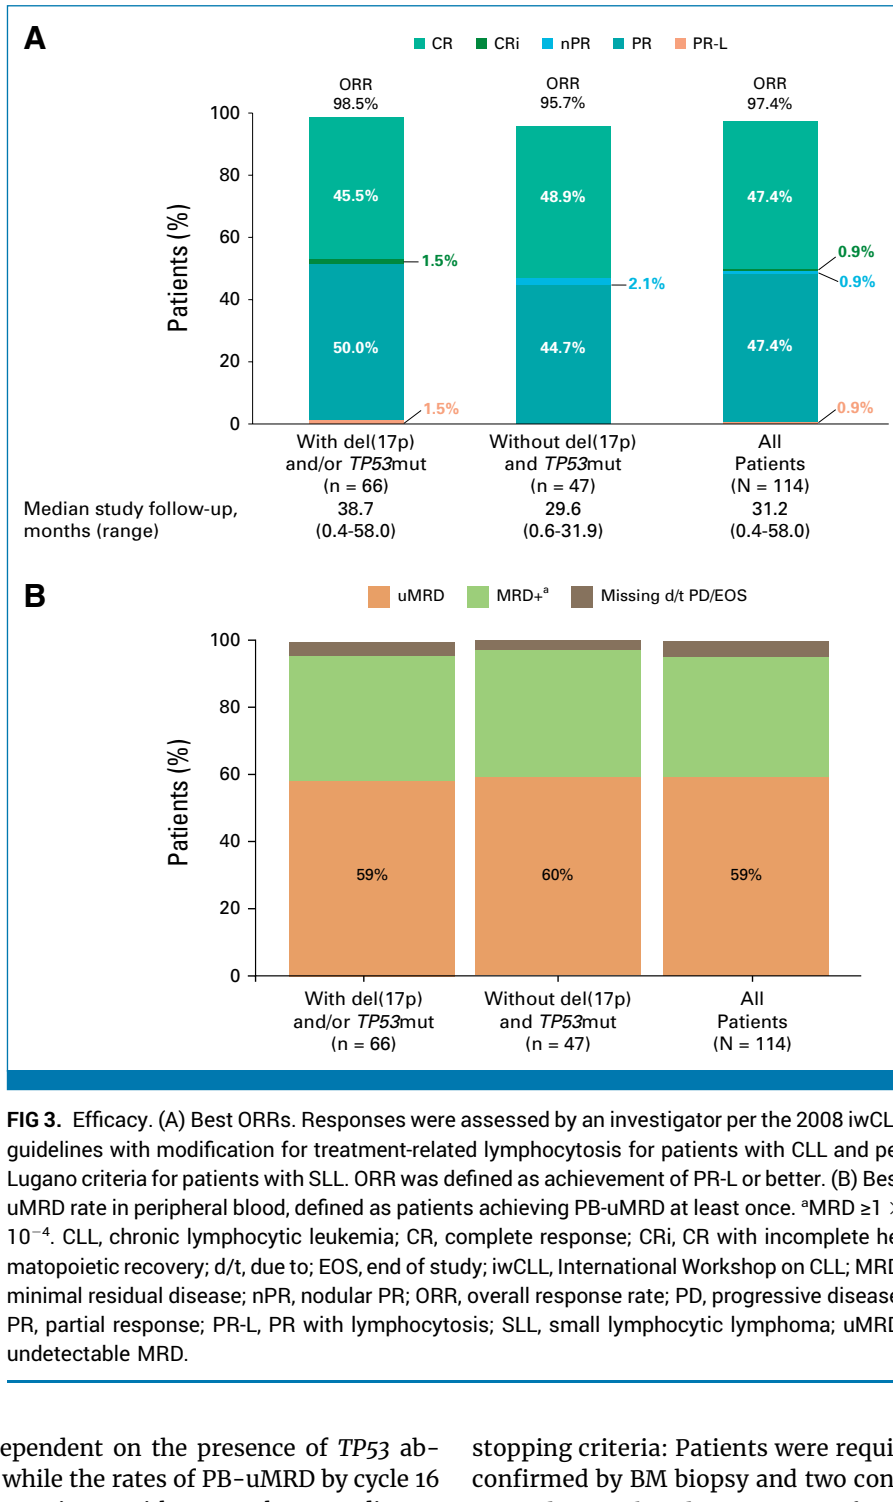 A
CR CRi nPR PR PR-L
ORR ORR ORR
98.5% 95.7% 97.4%
100
80
60
40
20
0
Patients (%)
45.5% 48.9% 47.4%
1.5% 2.1% 0.9%
0.9%
50.0% 44.7% 47.4%
1.5% 0.9%
With del(17p) Without del(17p) All
and/or TP53mut and TP53mut Patients
(n = 66) (n = 47) (N = 114)
Median study follow-up, 38.7 29.6 31.2
months (range) (0.4-58.0) (0.6-31.9) (0.4-58.0)
B
uMRD MRD+ᵃ Missing d/t PD/EOS
100
80
60
40
20
0
Patients (%)
59% 60% 59%
With del(17p) Without del(17p) All
and/or TP53mut and TP53mut Patients
(n = 66) (n = 47) (N = 114)
FIG 3. Efficacy. (A) Best ORRs. Responses were assessed by an investigator per the 2008 iwCL
guidelines with modification for treatment-related lymphocytosis for patients with CLL and pe
Lugano criteria for patients with SLL. ORR was defined as achievement of PR-L or better. (B) Bes
uMRD rate in peripheral blood, defined as patients achieving PB-uMRD at least once. ᵃMRD ≥1 ×
10⁻⁴. CLL, chronic lymphocytic leukemia; CR, complete response; CRi, CR with incomplete he-
matopoietic recovery; d/t, due to; EOS, end of study; iwCLL, International Workshop on CLL; MRD
minimal residual disease; nPR, nodular PR; ORR, overall response rate; PD, progressive disease
PR, partial response; PR-L, PR with lymphocytosis; SLL, small lymphocytic lymphoma; uMRD
undetectable MRD.
ependent on the presence of TP53 ab-
while the rates of PB-uMRD by cycle 16
stopping criteria: Patients were requi
confirmed by BM biopsy and two con